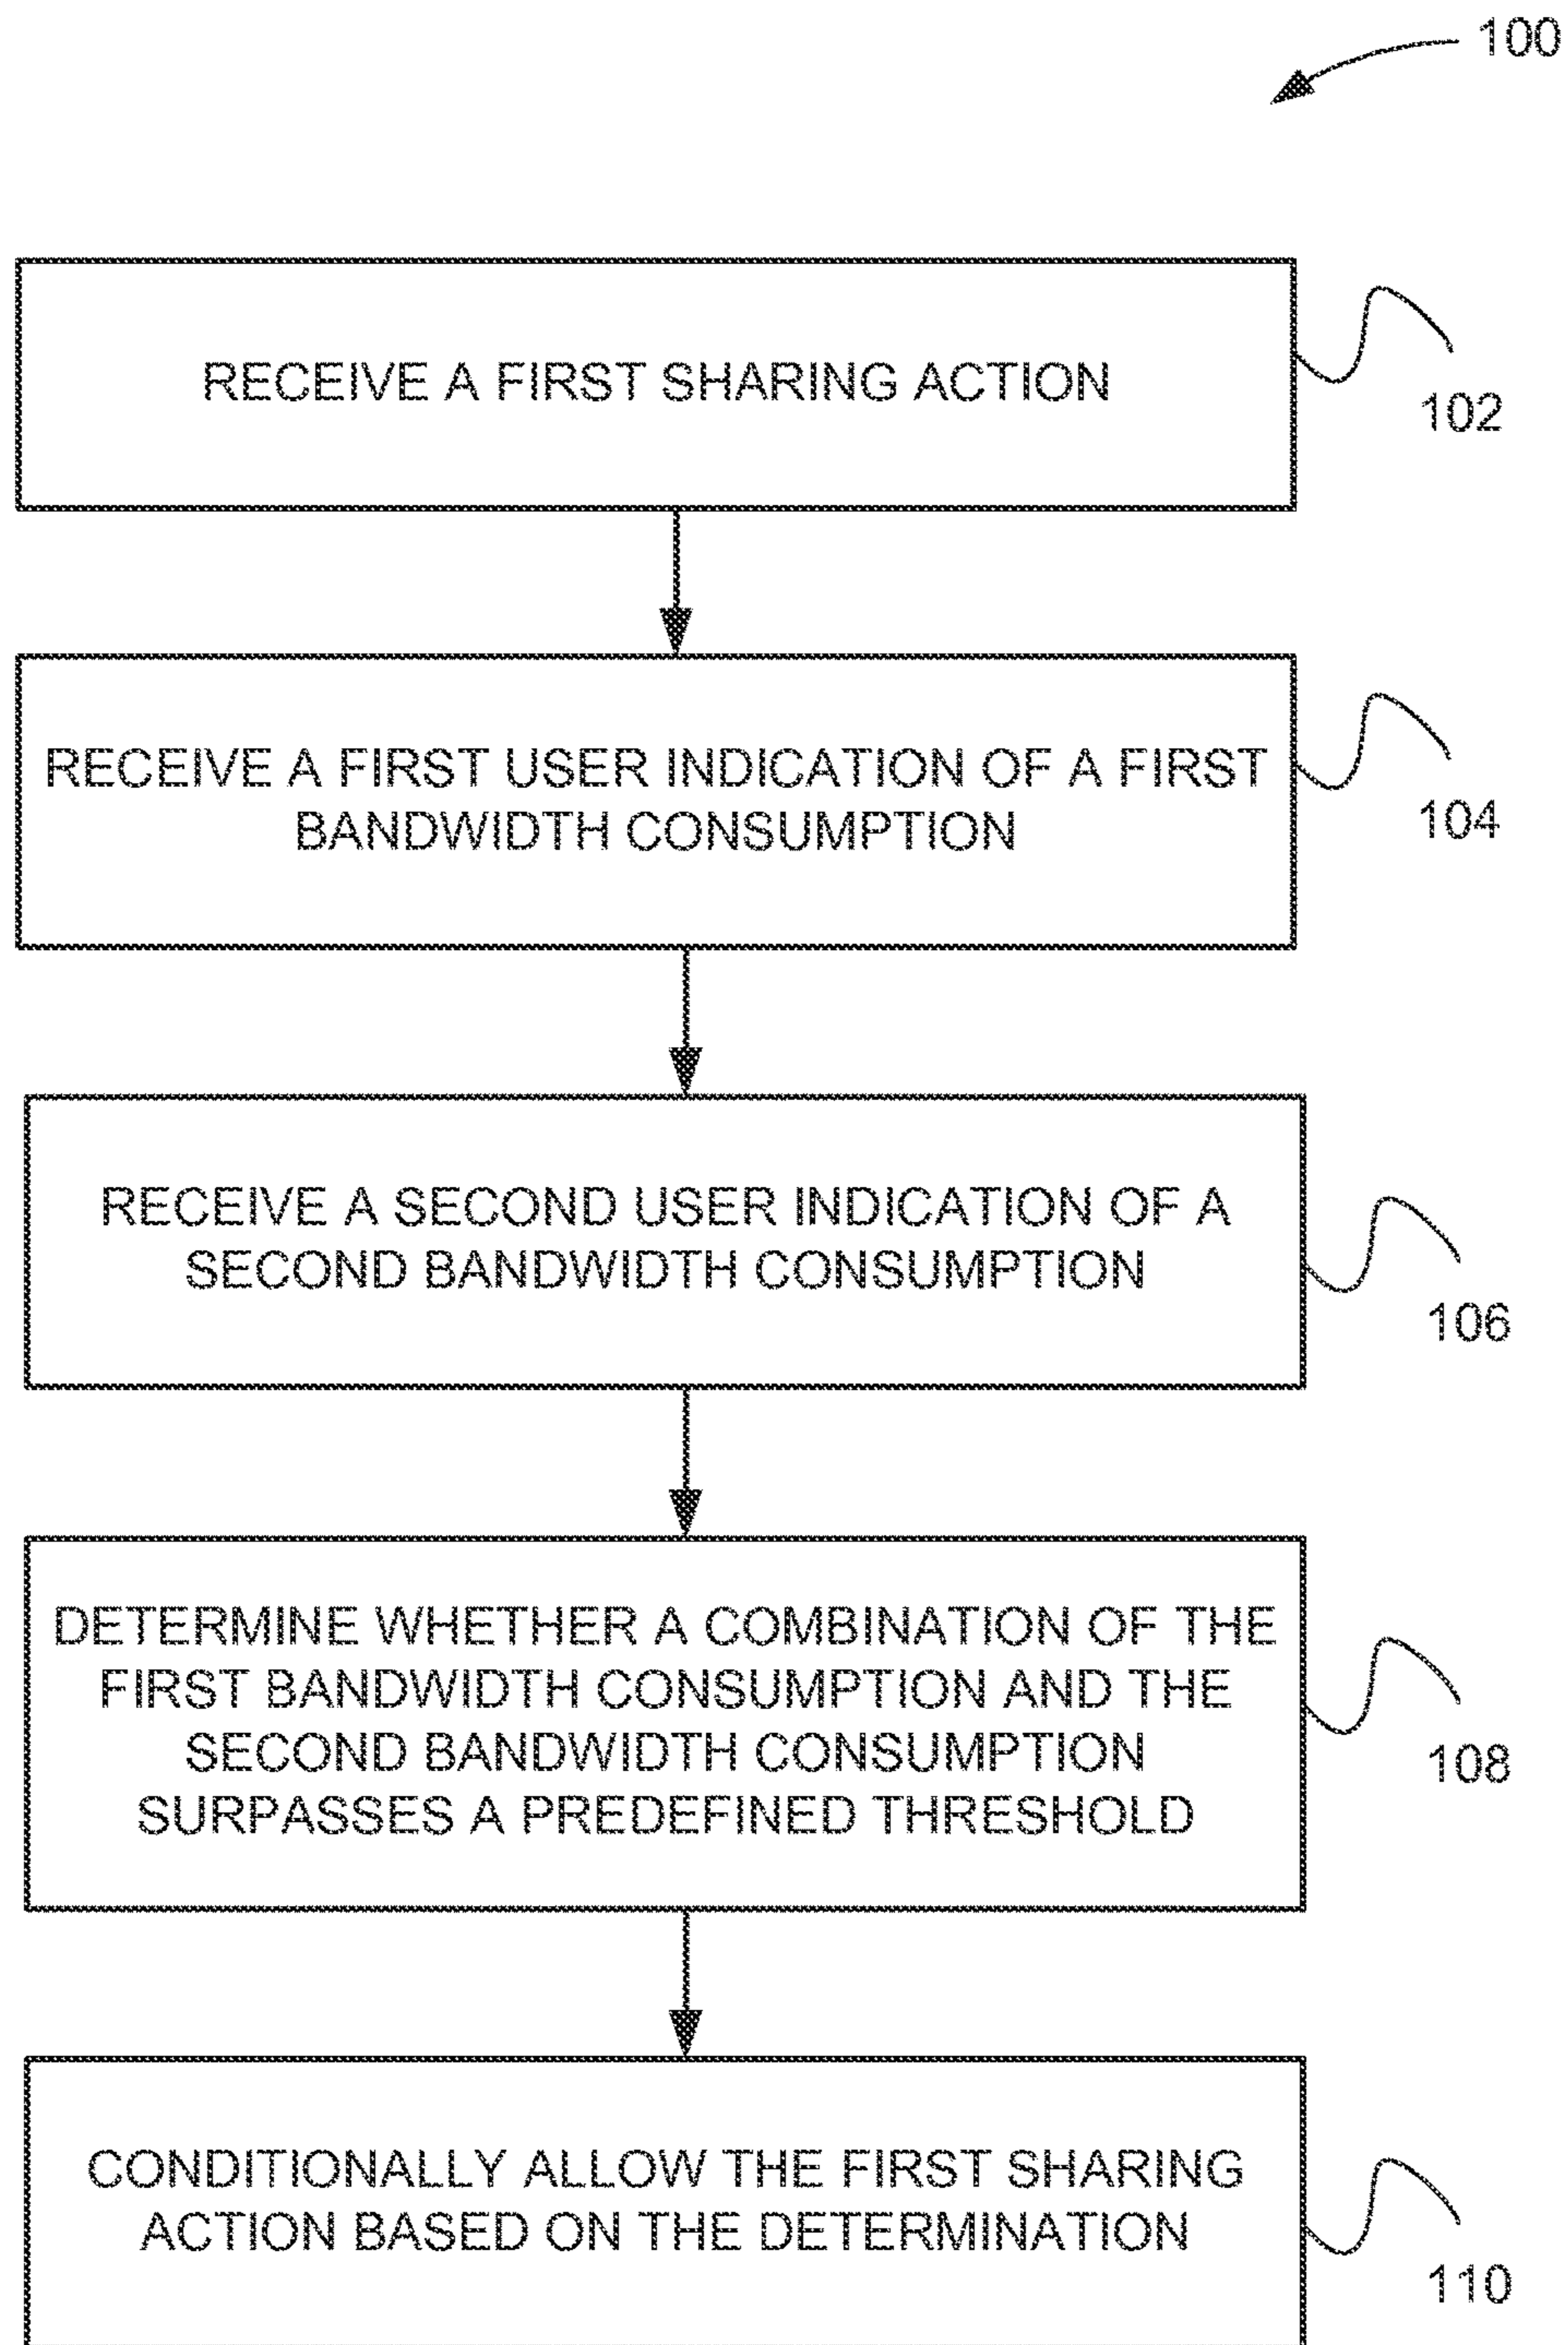 100
RECEIVE A FIRST SHARING ACTION
102
RECEIVE A FIRST USER INDICATION OF A FIRST
BANDWIDTH CONSUMPTION
104
RECEIVE A SECOND USER INDICATION OF A
SECOND BANDWIDTH CONSUMPTION
106
DETERMINE WHETHER A COMBINATION OF THE
FIRST BANDWIDTH CONSUMPTION AND THE
SECOND BANDWIDTH CONSUMPTION
SURPASSES A PREDEFINED THRESHOLD
108
CONDITIONALLY ALLOW THE FIRST SHARING
ACTION BASED ON THE DETERMINATION
110